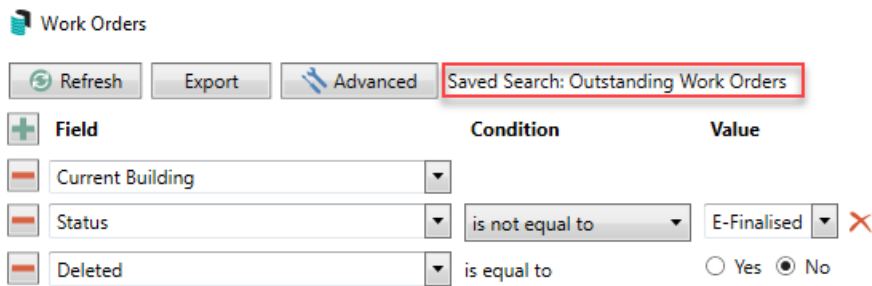 Work Orders
Refresh Export Advanced Saved Search: Outstanding Work Orders
Field Condition Value
Current Building
Status is not equal to E-Finalised
Deleted is equal to Yes No